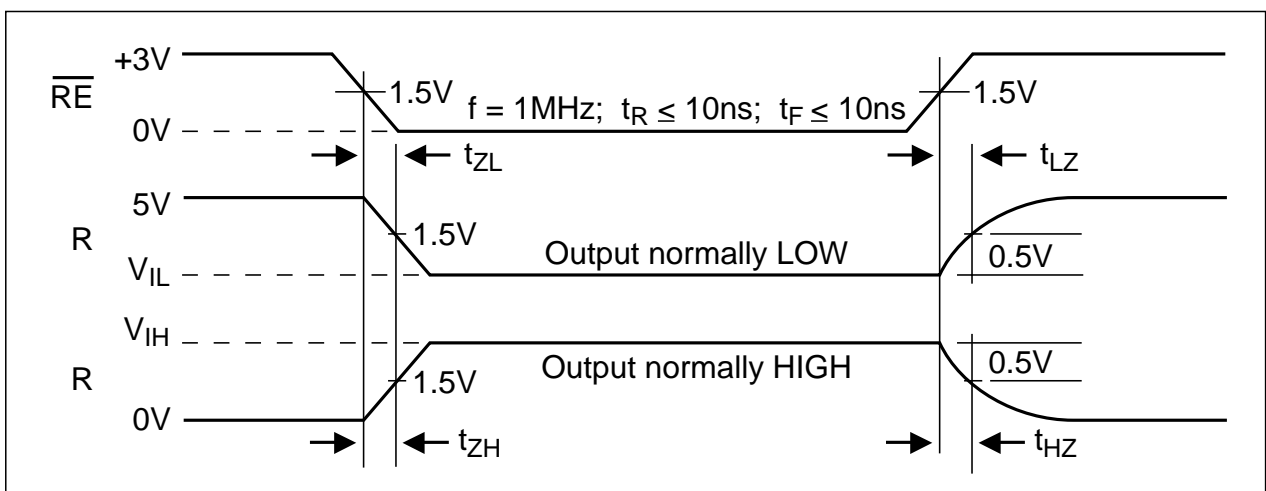 +3V
RE
1.5V
f = 1MHz; tR ≤ 10ns; tF ≤ 10ns
1.5V
0V
tZL
tLZ
5V
R
1.5V
Output normally LOW
0.5V
VIL
VIH
R
1.5V
Output normally HIGH
0.5V
0V
tZH
tHZ